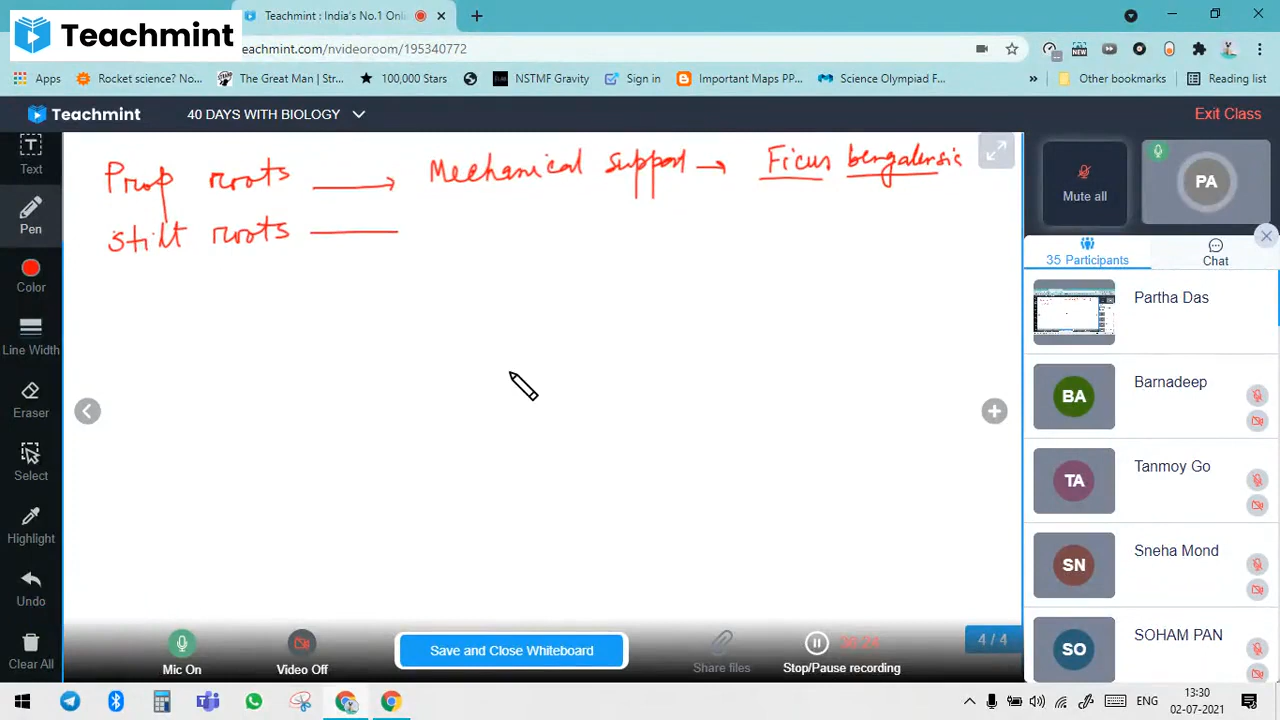 Teachmint : India's No.1 Onli
Teachmint
eachmint.com/nvideoroom/195340772
Apps
Rocket science? No...
The Great Man | Str...
100,000 Stars
NSTMF Gravity
Sign in
Important Maps PP...
Science Olympiad F...
»
Other bookmarks
Reading list
Teachmint
40 DAYS WITH BIOLOGY
Exit Class
Text
Pen
Color
Line Width
Eraser
Select
Highlight
Undo
Clear All
Prop roots → Mechanical support → Ficus bengalensis
stilt roots
Mute all
PA
35 Participants
Chat
Partha Das
BA
Barnadeep
TA
Tanmoy Go
SN
Sneha Mond
SO
SOHAM PAN
Mic On
Video Off
Save and Close Whiteboard
Share files
Stop/Pause recording
4 / 4
ENG
13:30
02-07-2021